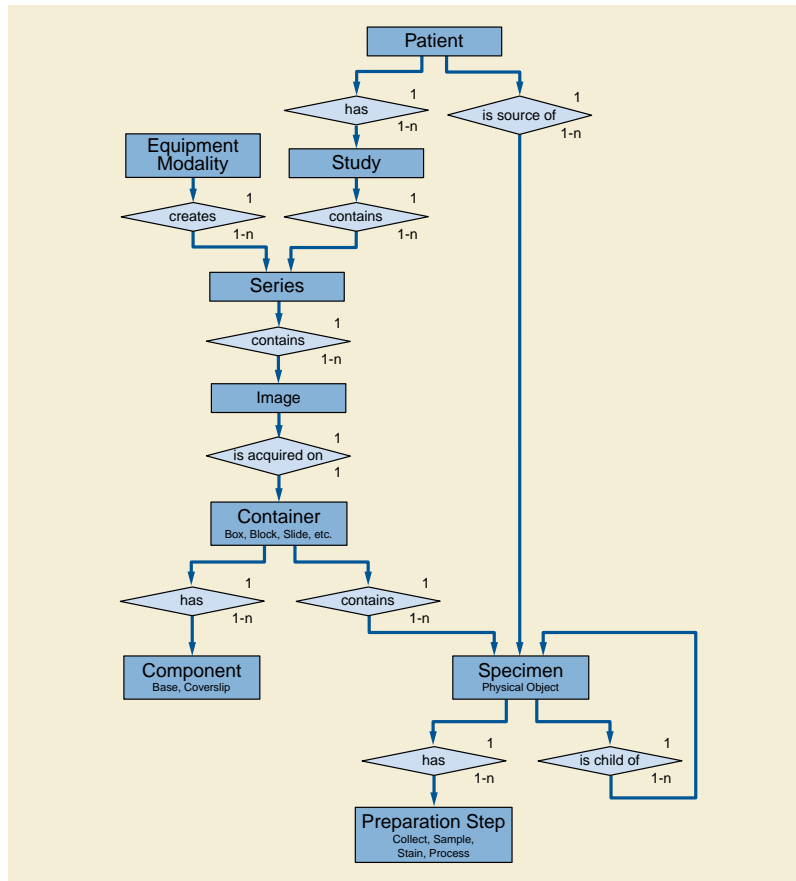 Patient
1
has
1-n
1
is source of
1-n
Equipment
Modality
Study
1
creates
1-n
1
contains
1-n
Series
1
contains
1-n
Image
1
is acquired on
1
Container
Box, Block, Slide, etc.
1
has
1-n
1
contains
1-n
Component
Base, Coverslip
Specimen
Physical Object
1
has
1-n
1
is child of
1-n
Preparation Step
Collect, Sample,
Stain, Process